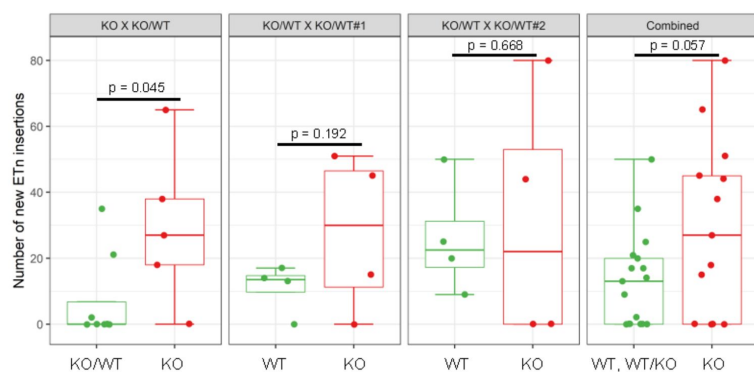 KO X KO/WT
KO/WT X KO/WT#1
KO/WT X KO/WT#2
Combined
Number of new ETn insertions
80
60
40
20
0
p = 0.045
p = 0.192
p = 0.668
p = 0.057
KO/WT
KO
WT
KO
WT
KO
WT, WT/KO
KO